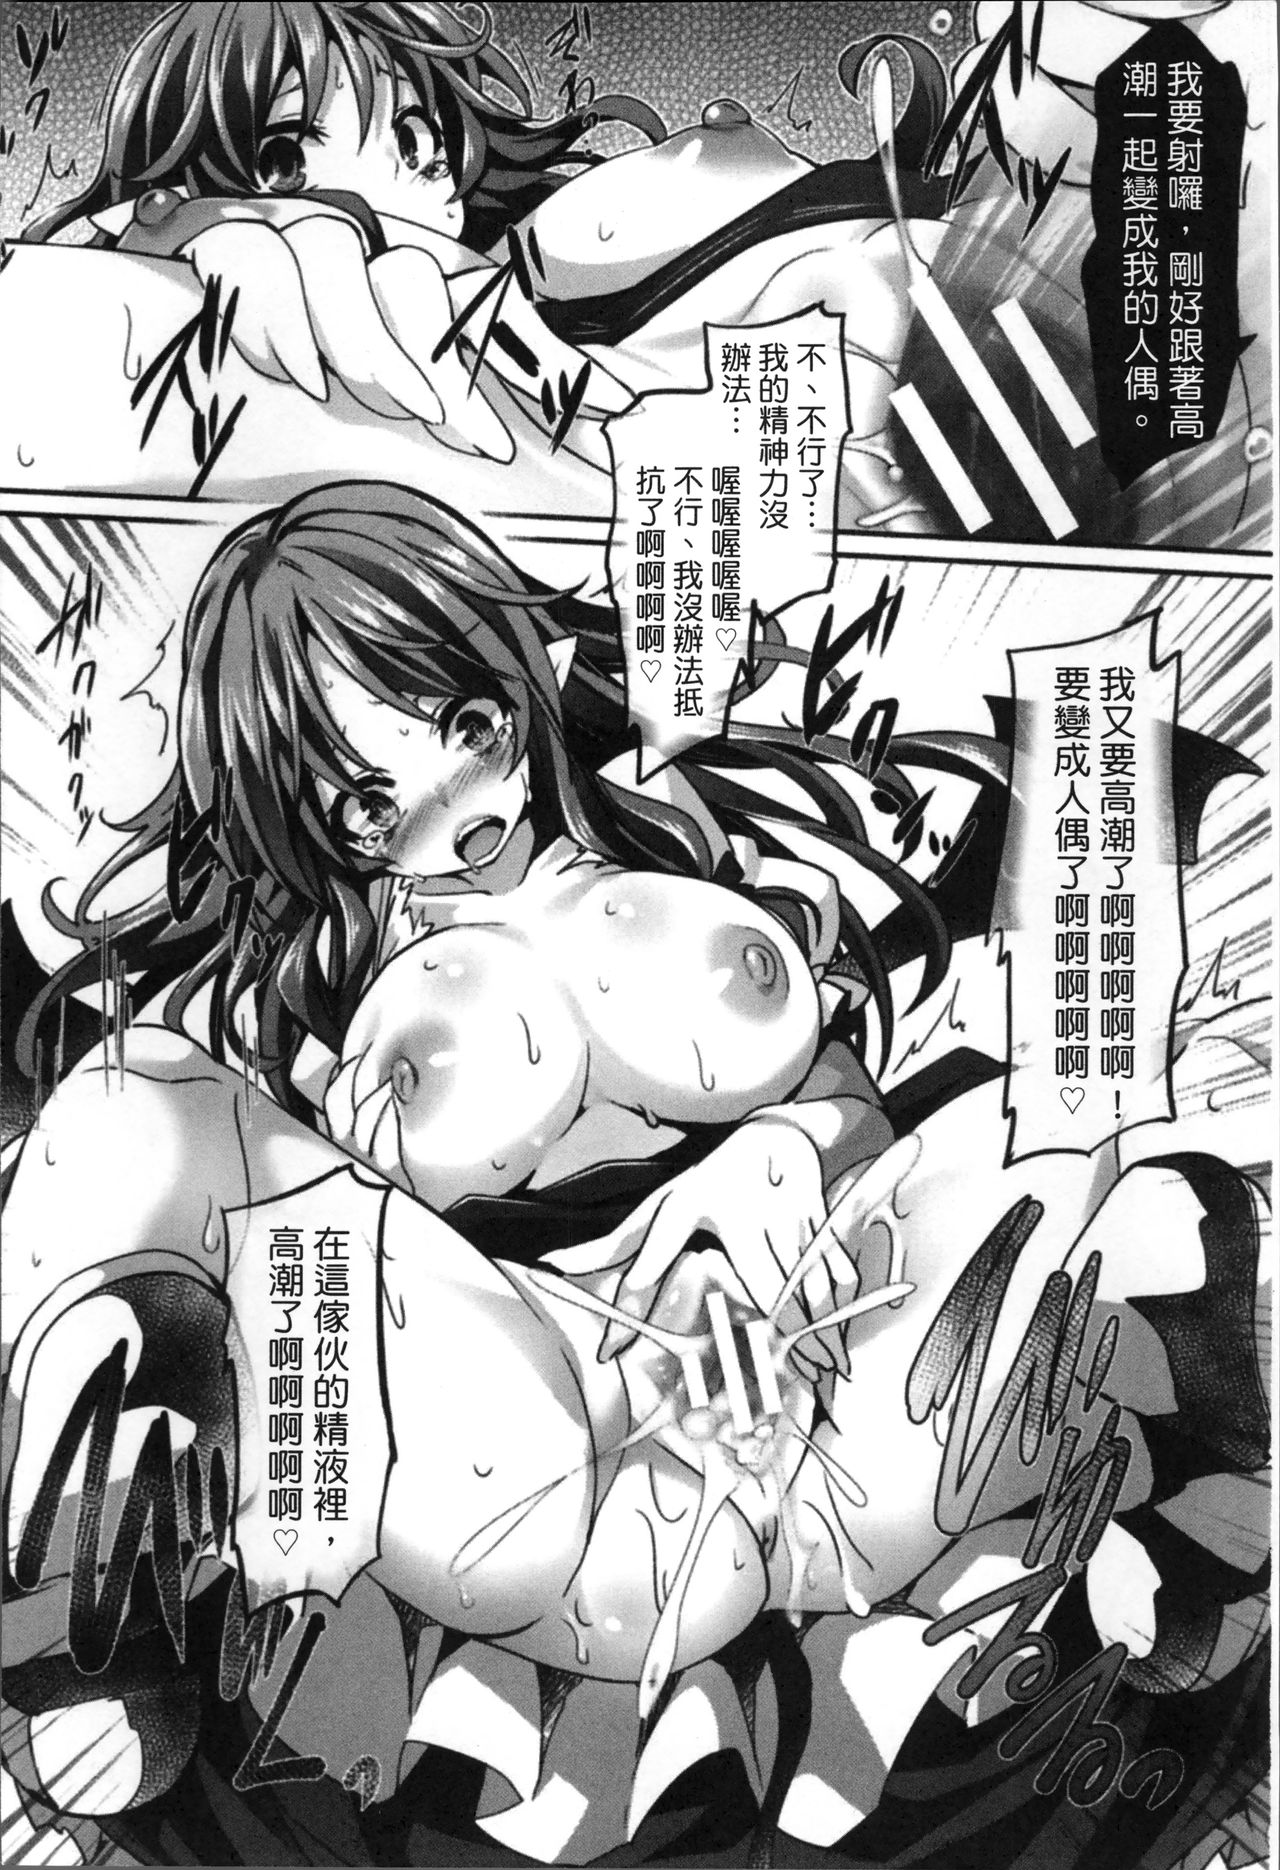 我要射囉，剛好跟著高
潮一起變成我的人偶。
不、不行了…
我的精神力沒
辦法…
喔喔喔喔喔♡
不行、我沒辦法抵
抗了啊啊啊啊♡
我又要高潮了啊啊啊啊啊！
要變成人偶了啊啊啊啊啊♡
在這傢伙的精液裡，
高潮了啊啊啊啊啊♡